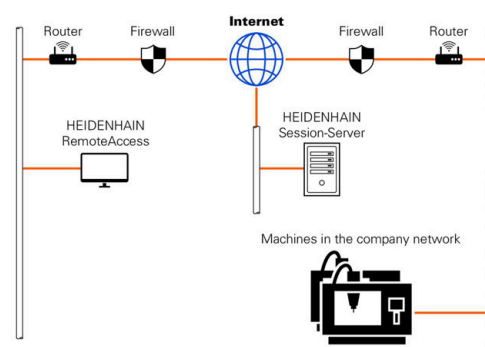 Internet
Router
Firewall
Firewall
Router
HEIDENHAIN
RemoteAccess
HEIDENHAIN
Session-Server
Machines in the company network